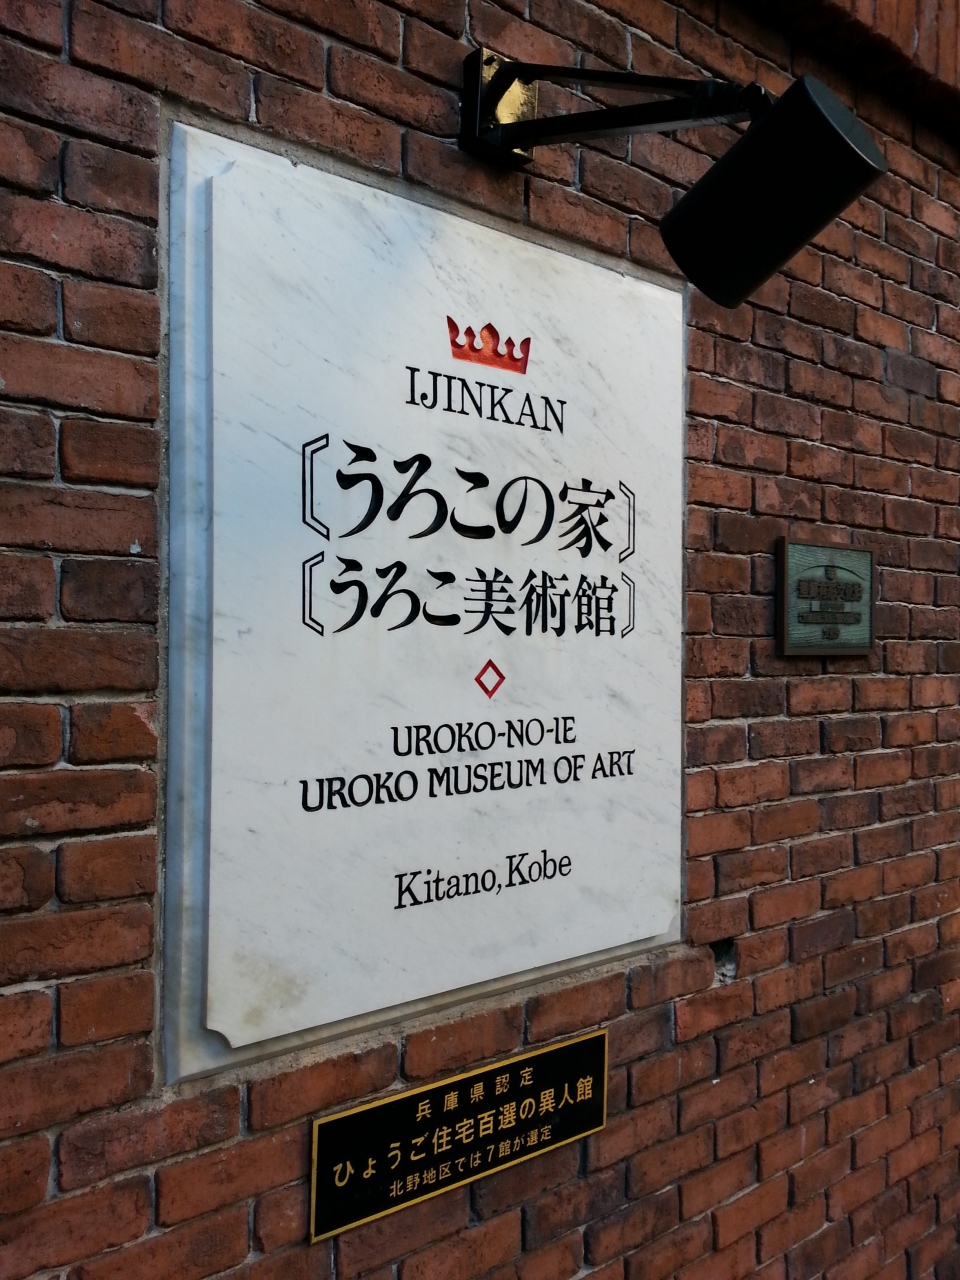 IJINKAN
〔うろこの家〕
〔うろこ美術館〕
UROKO-NO-IE
UROKO MUSEUM OF ART
Kitano, Kobe
兵庫県認定
ひょうご住宅百選の異人館
北野地区では7館が選定